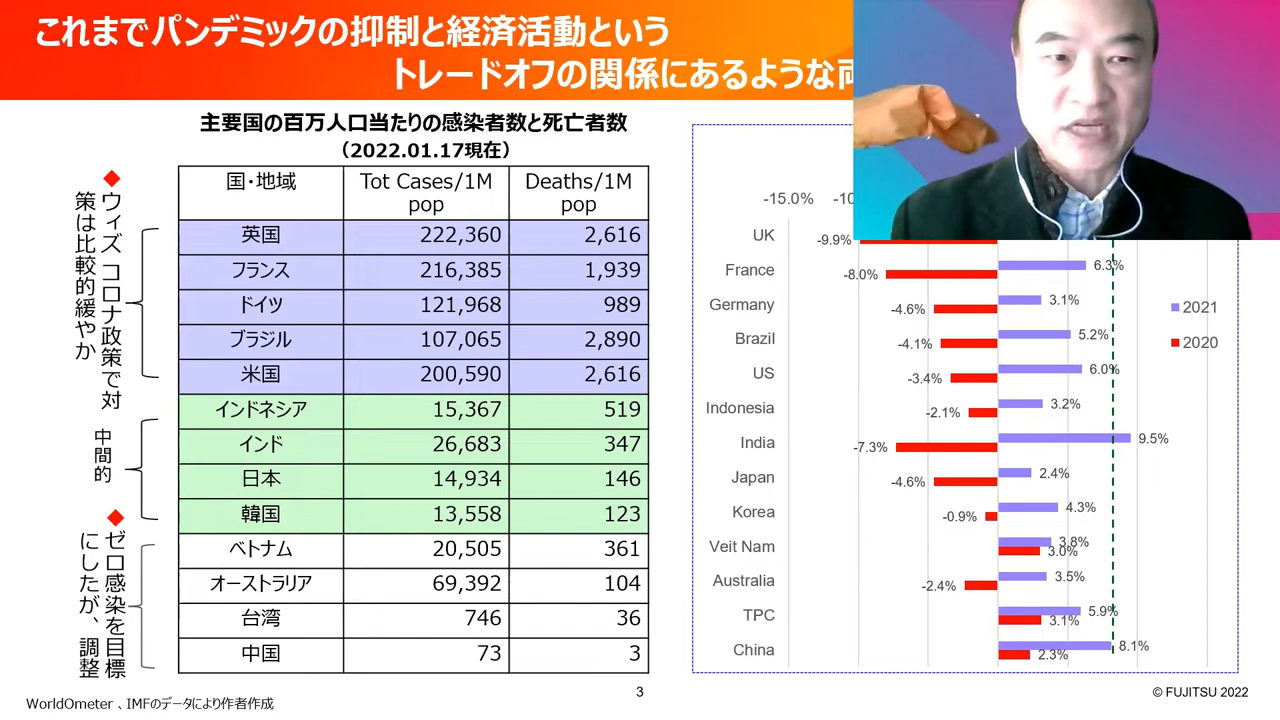 これまでパンデミックの抑制と経済活動という
トレードオフの関係にあるような
主要国の百万人口当たりの感染者数と死亡者数
（2022.01.17現在）
◆ウィズ コロナ政策で対
策は比較的緩やか
中間的
◆ゼロ感染を目標
にしたが、調整
国・地域 Tot Cases/1M pop Deaths/1M pop
英国 222,360 2,616
フランス 216,385 1,939
ドイツ 121,968 989
ブラジル 107,065 2,890
米国 200,590 2,616
インドネシア 15,367 519
インド 26,683 347
日本 14,934 146
韓国 13,558 123
ベトナム 20,505 361
オーストラリア 69,392 104
台湾 746 36
中国 73 3
-15.0%
UK -9.9%
France -8.0% 6.3%
Germany -4.6% 3.1%
Brazil -4.1% 5.2%
US -3.4% 6.0%
Indonesia -2.1% 3.2%
India -7.3% 9.5%
Japan -4.6% 2.4%
Korea -0.9% 4.3%
Veit Nam 3.8% 3.0%
Australia -2.4% 3.5%
TPC 5.9% 3.1%
China 8.1% 2.3%
2021
2020
WorldOmeter 、IMFのデータにより作者作成
3
© FUJITSU 2022